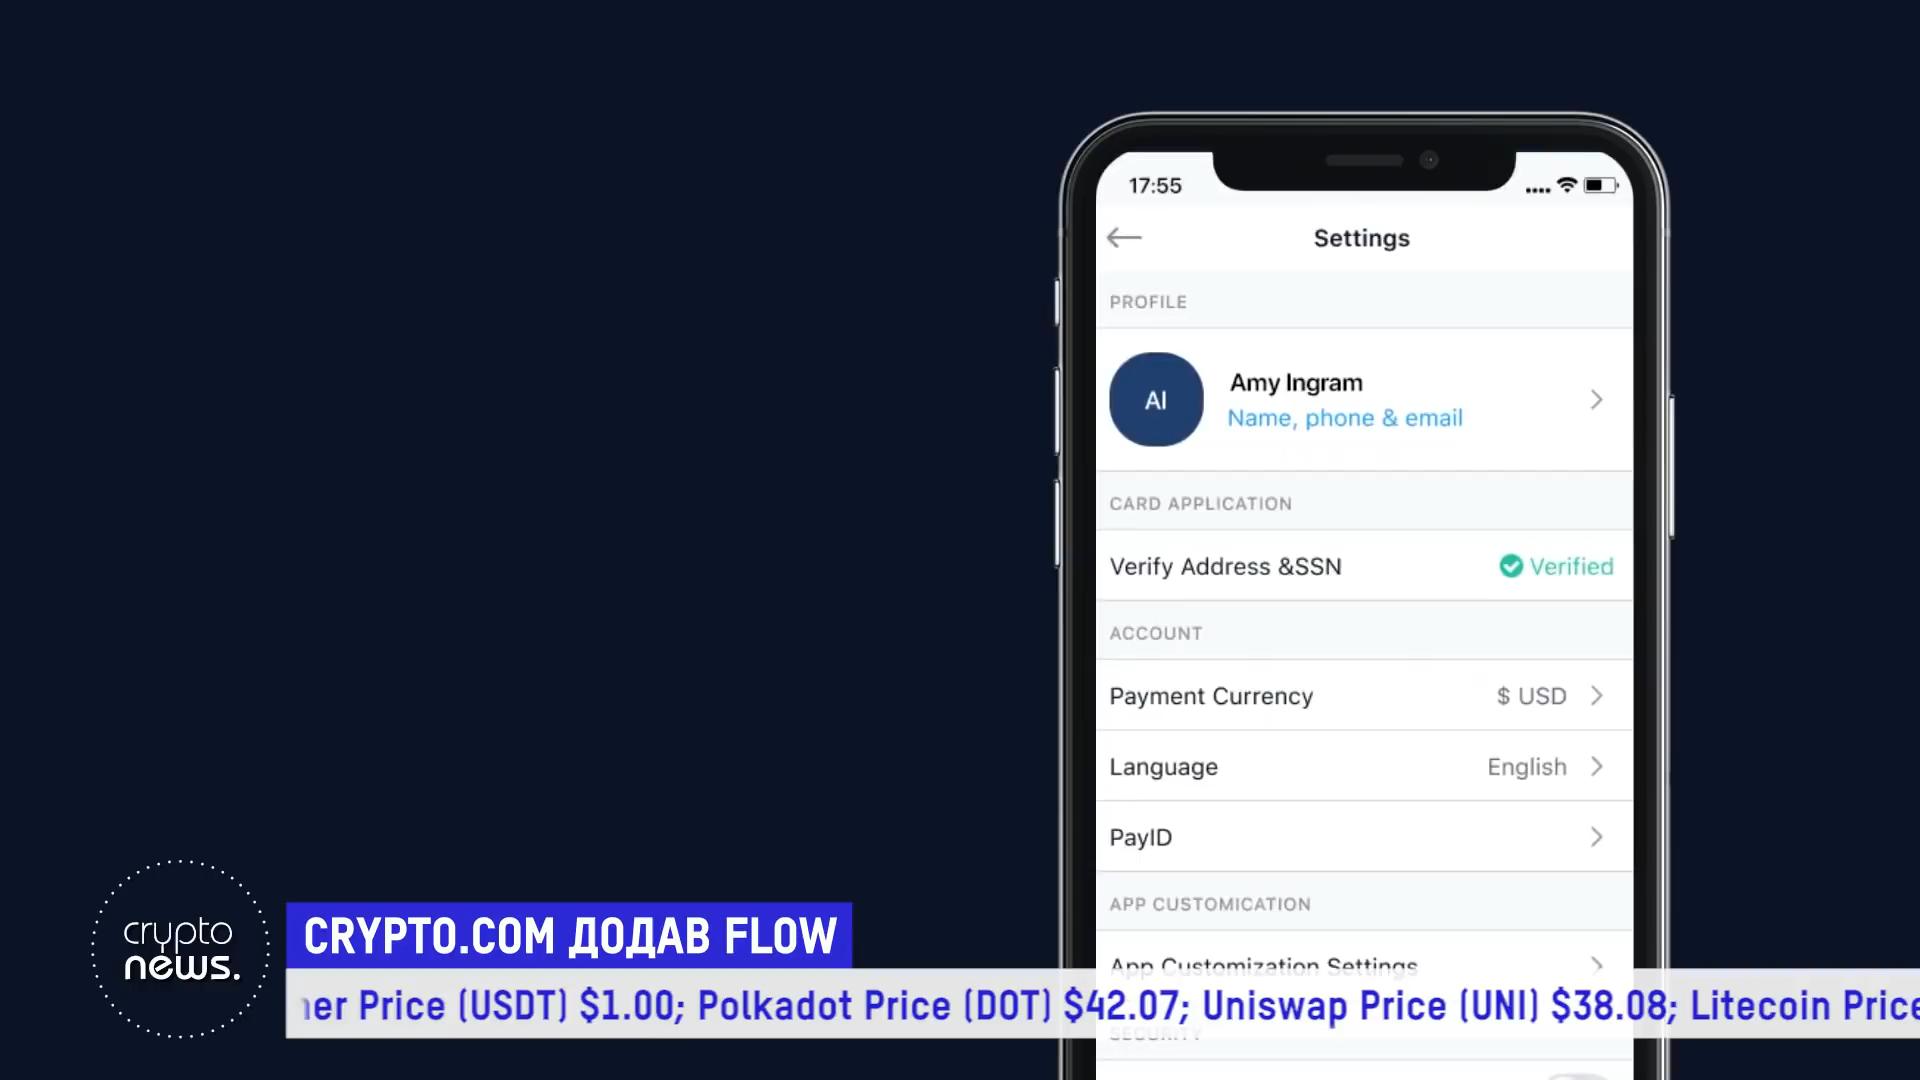 17:55
Settings
PROFILE
AI
Amy Ingram
Name, phone & email
CARD APPLICATION
Verify Address &SSN
Verified
ACCOUNT
Payment Currency
$ USD
Language
English
PayID
APP CUSTOMICATION
App Customization Settings
crypto
news.
CRYPTO.COM ДОДАВ FLOW
Price (USDT) $1.00; Polkadot Price (DOT) $42.07; Uniswap Price (UNI) $38.08; Litecoin Price
SECURITY